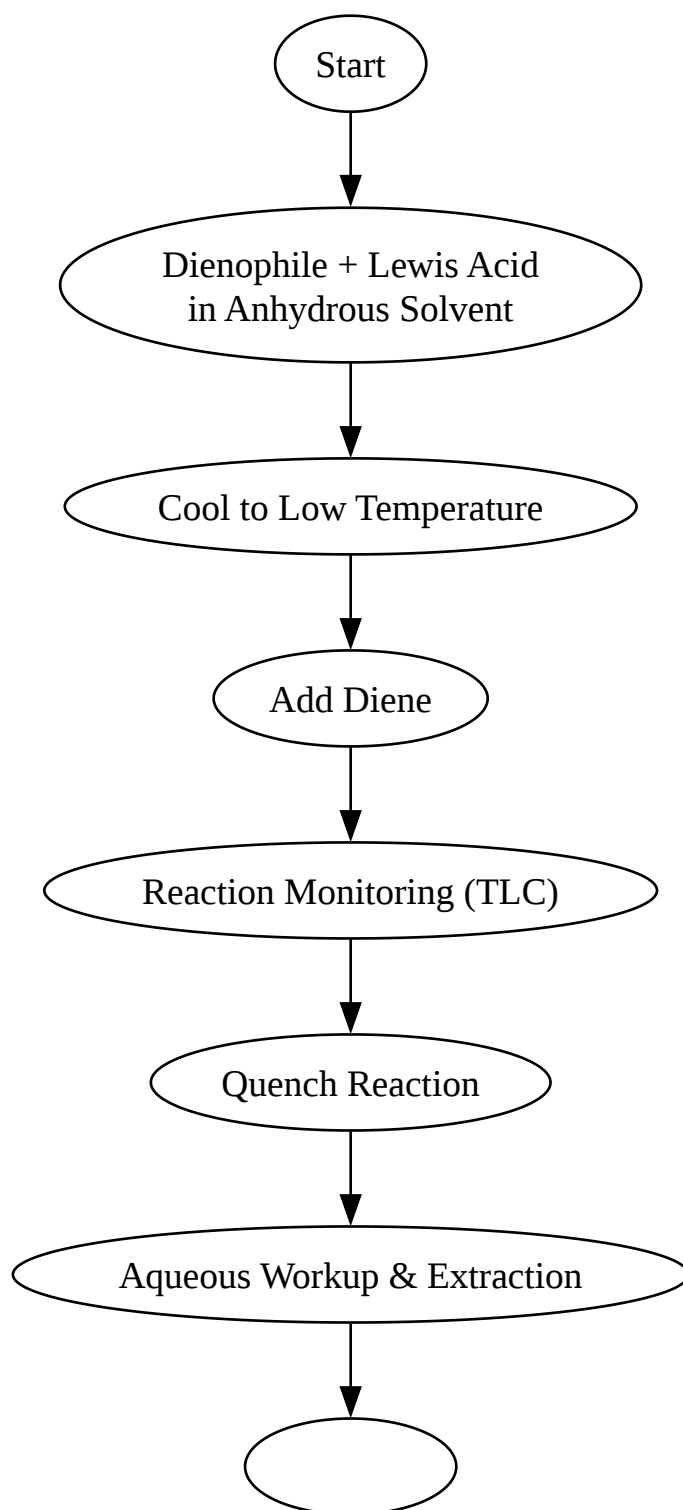 Start
Dienophile + Lewis Acid
in Anhydrous Solvent
Cool to Low Temperature
Add Diene
Reaction Monitoring (TLC)
Quench Reaction
Aqueous Workup & Extraction